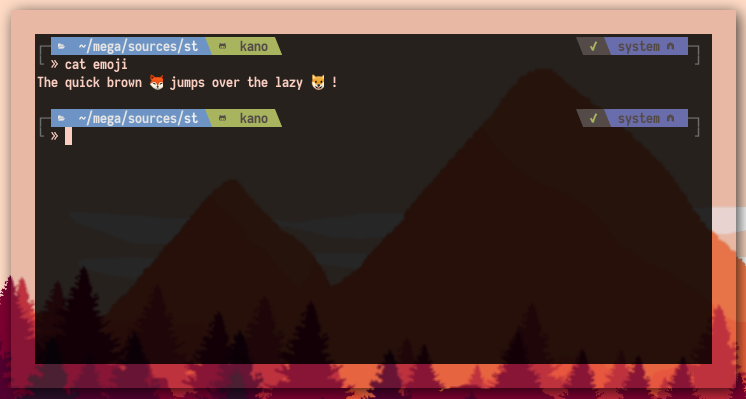 ~/mega/sources/st kano ✓ system
» cat emoji
The quick brown 🦊 jumps over the lazy 🐺 !
~/mega/sources/st kano ✓ system
»